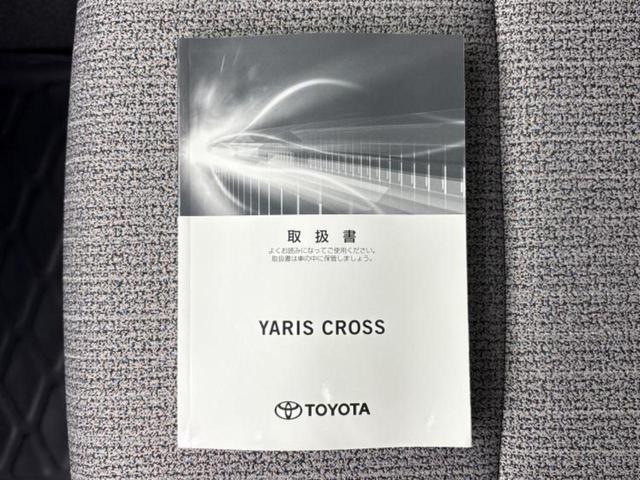 取扱書
よくお読みになってご使用ください。
取扱書は車の中に保管しましょう。
YARIS CROSS
TOYOTA